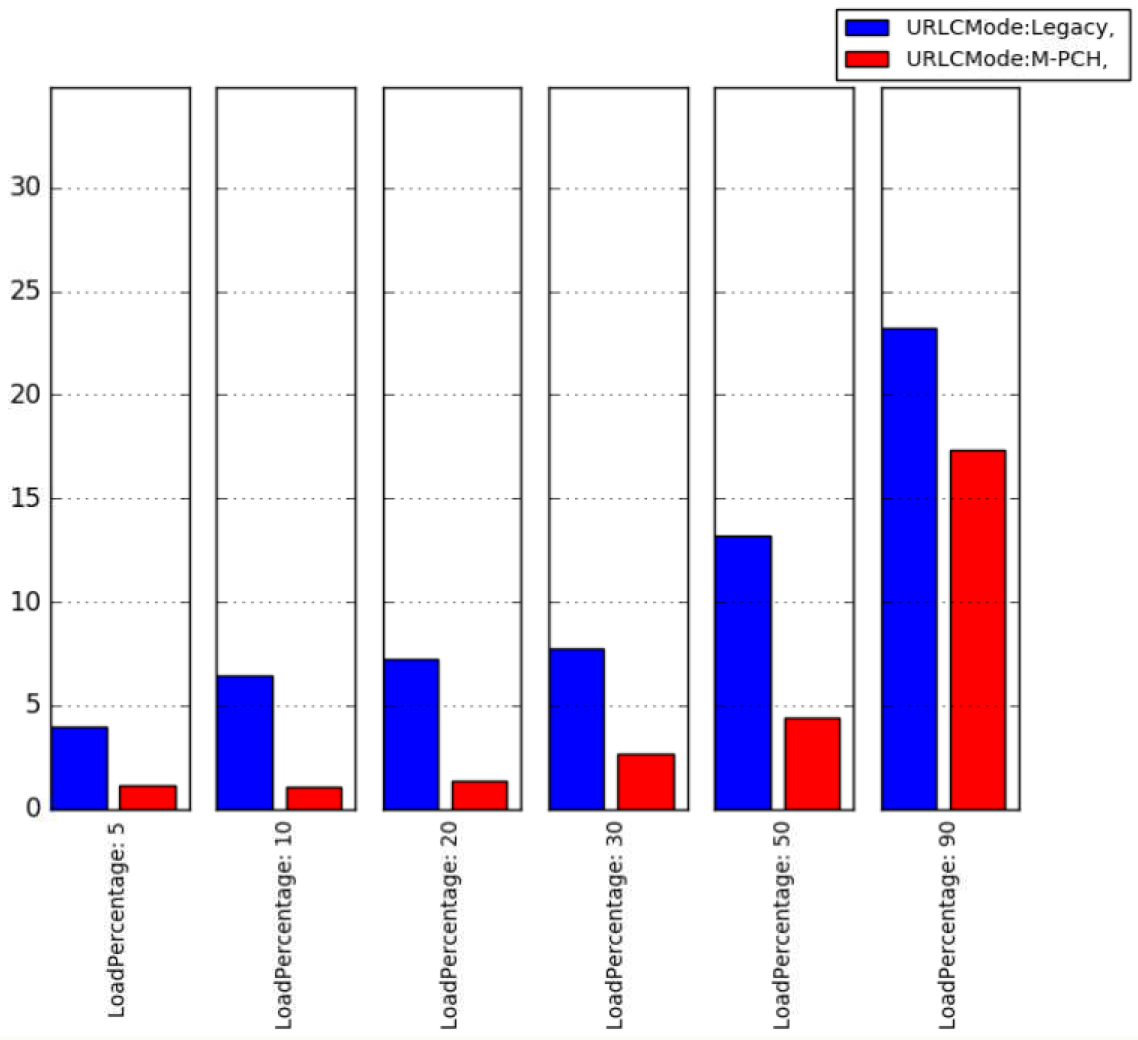 URLCMode:Legacy,
URLCMode:M-PCH,
30
25
20
15
10
5
0
LoadPercentage: 5
LoadPercentage: 10
LoadPercentage: 20
LoadPercentage: 30
LoadPercentage: 50
LoadPercentage: 90